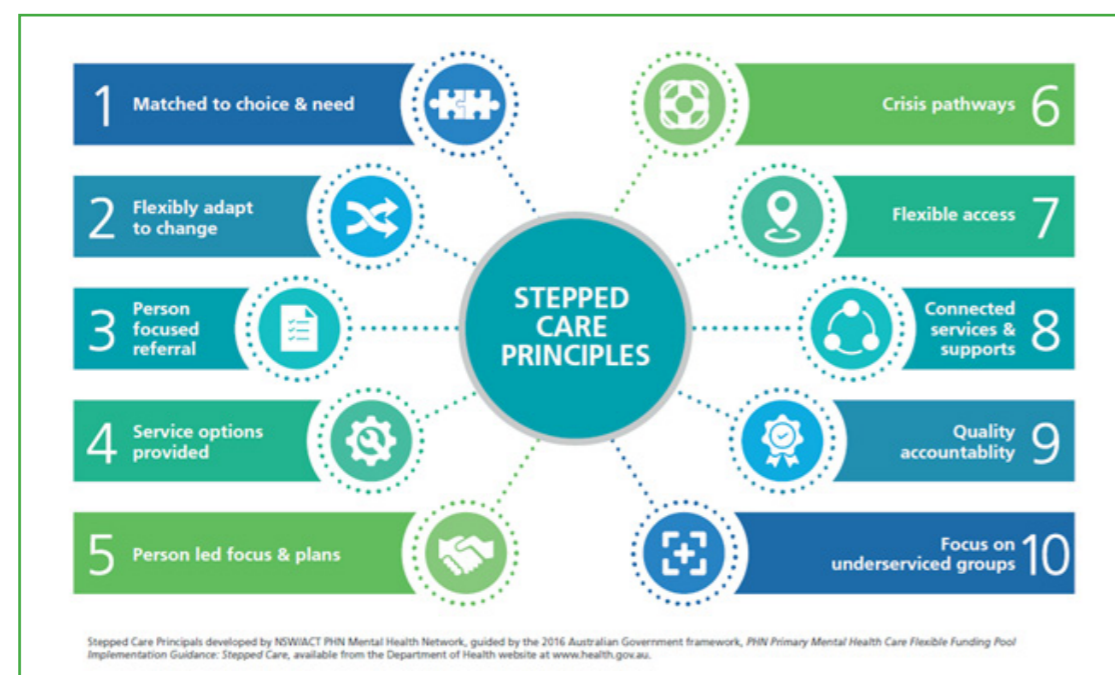 1 Matched to choice & need
2 Flexibly adapt
to change
3 Person
focused
referral
4 Service options
provided
5 Person led focus & plans
STEPPED
CARE
PRINCIPLES
Crisis pathways 6
Flexible access 7
Connected
services &
supports 8
Quality
accountablity 9
Focus on
underserviced groups 10
Stepped Care Principals developed by NSW/ACT PHN Mental Health Network, guided by the 2016 Australian Government framework, PHN Primary Mental Health Care Flexible Funding Pool
Implementation Guidance: Stepped Care, available from the Department of Health website at www.health.gov.au.